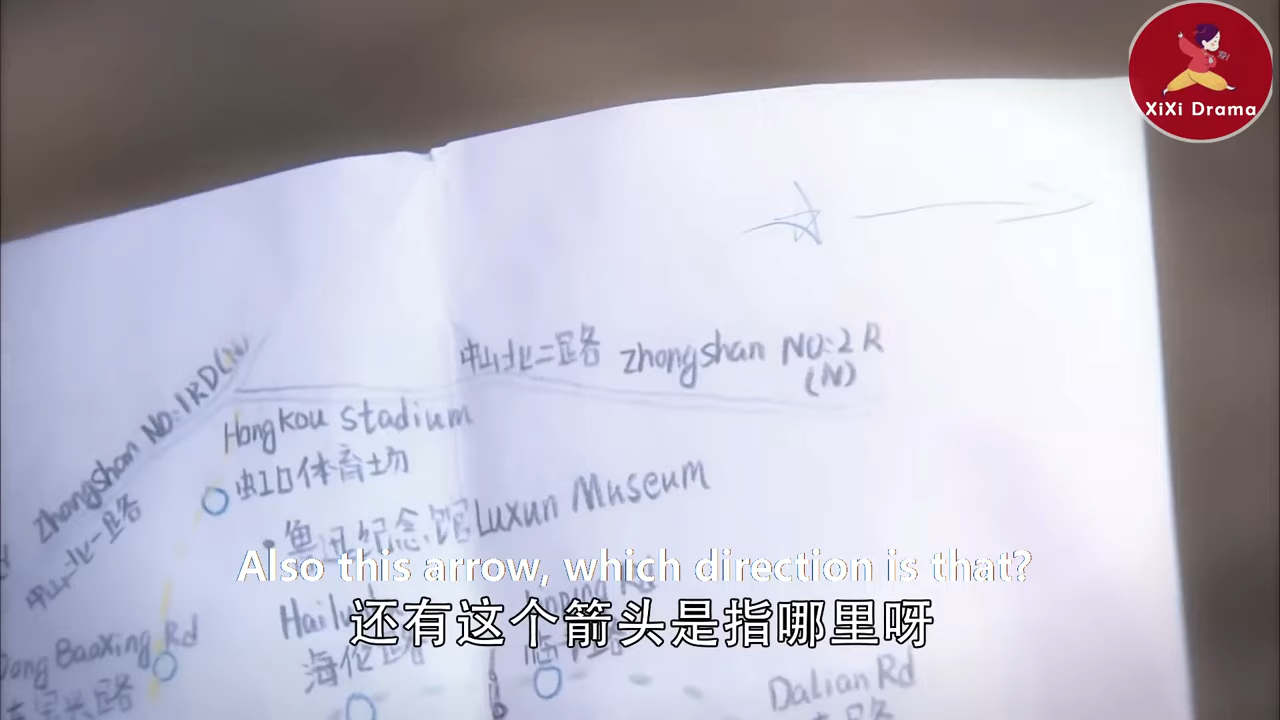 XiXi Drama
中山北二路 Zhongshan NO:2 R
(N)
Zhongshan NO:1 RD(N)
中山北一路
Hongkou Stadium
虹口体育场
鲁迅纪念馆 Luxun Museum
Also this arrow, which direction is that?
还有这个箭头是指哪里呀
海伦路
Dong BaoXing Rd
Dalian Rd